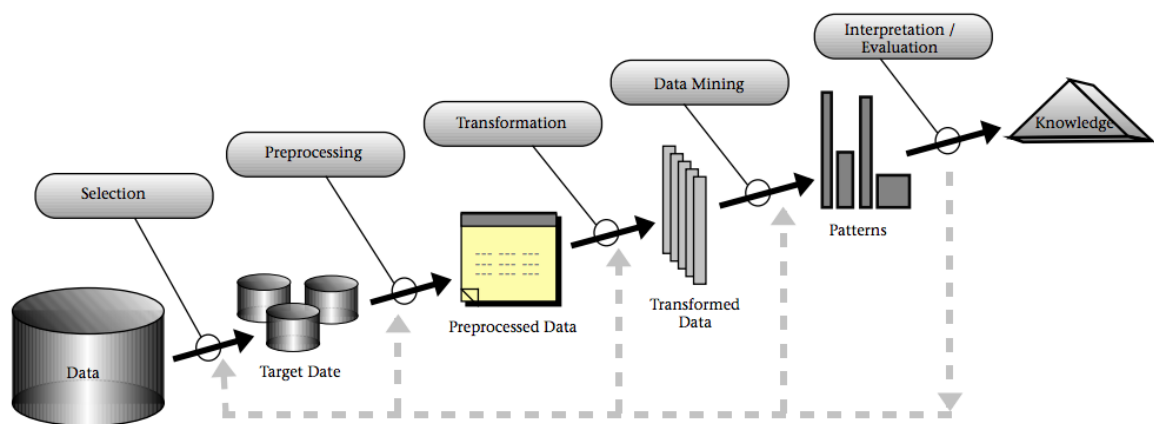 Interpretation /
Evaluation
Data Mining
Transformation
Preprocessing
Selection
Knowledge
Patterns
Transformed
Data
Preprocessed Data
Target Date
Data